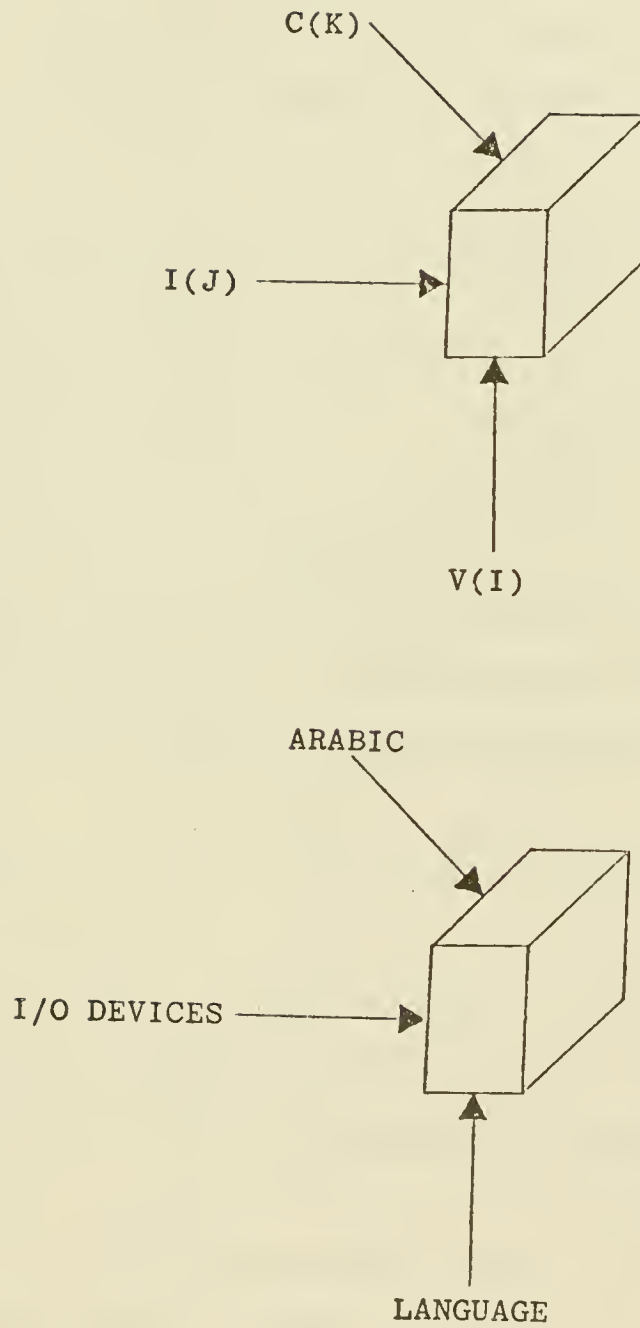 C(K)
I(J)
V(I)
ARABIC
I/O DEVICES
LANGUAGE